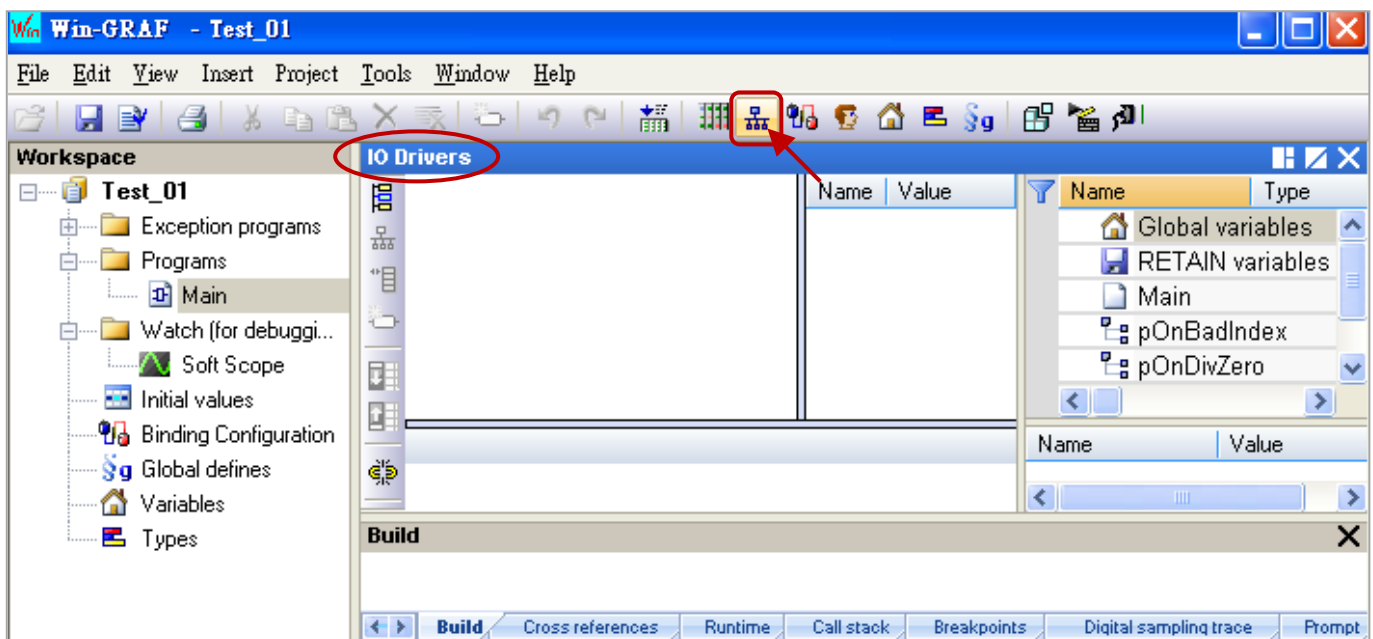 Win-GRAF - Test_01
File Edit View Insert Project Tools Window Help
Workspace
Test_01
Exception programs
Programs
Main
Watch (for debuggi...
Soft Scope
Initial values
Binding Configuration
Global defines
Variables
Types
IO Drivers
Name Value
Name Type
Global variables
RETAIN variables
Main
pOnBadIndex
pOnDivZero
Name Value
Build
Build Cross references Runtime Call stack Breakpoints Digital sampling trace Prompt